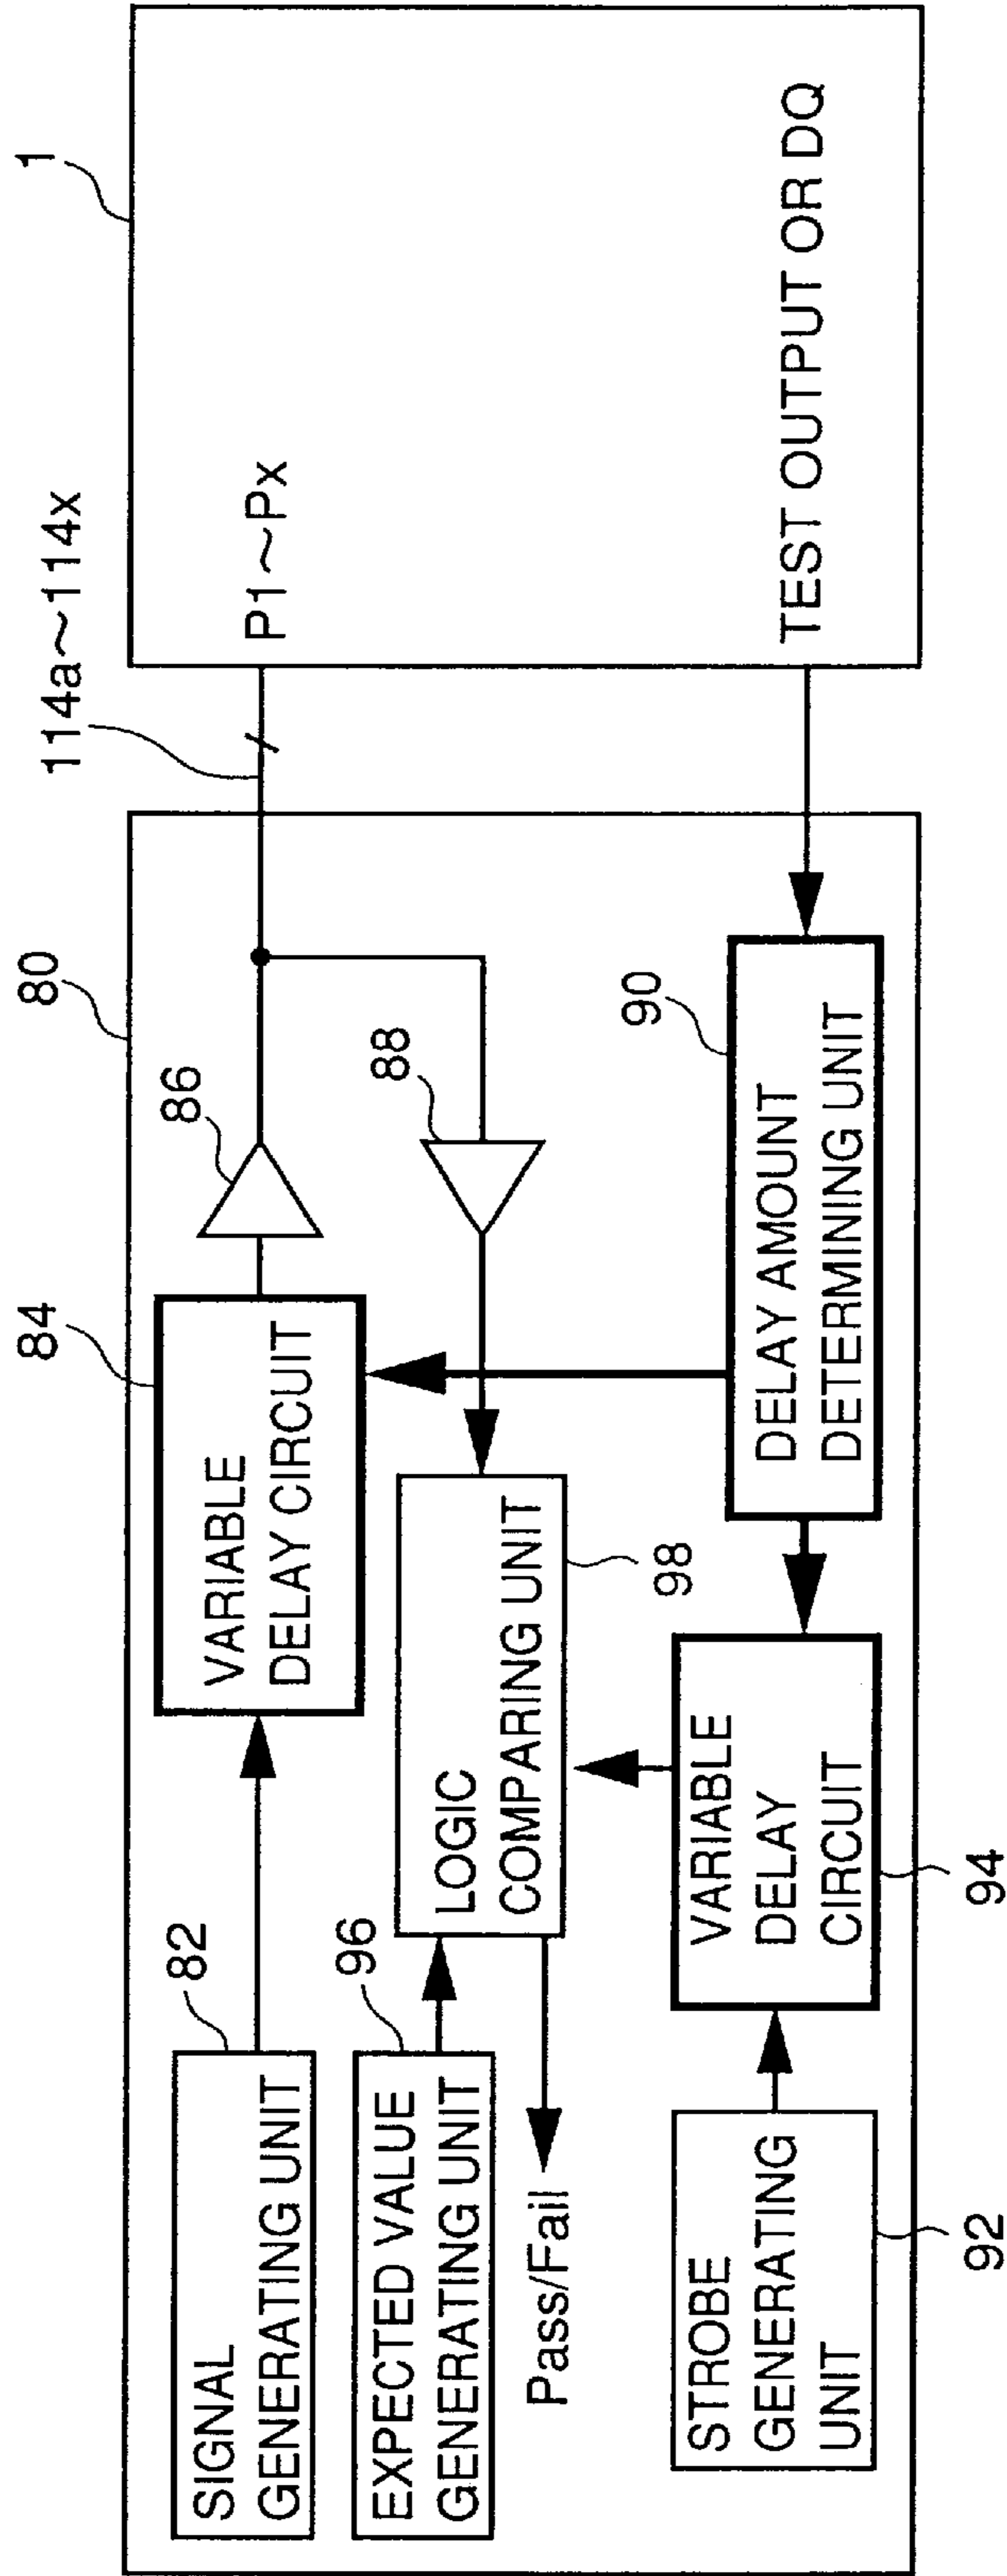 80
1
114a~114x
SIGNAL
GENERATING UNIT
82
VARIABLE
DELAY CIRCUIT
84
86
P1~Px
EXPECTED VALUE
GENERATING UNIT
96
LOGIC
COMPARING UNIT
98
88
Pass/Fail
STROBE
GENERATING
UNIT
92
VARIABLE
DELAY
CIRCUIT
94
DELAY AMOUNT
DETERMINING UNIT
90
TEST OUTPUT OR DQ